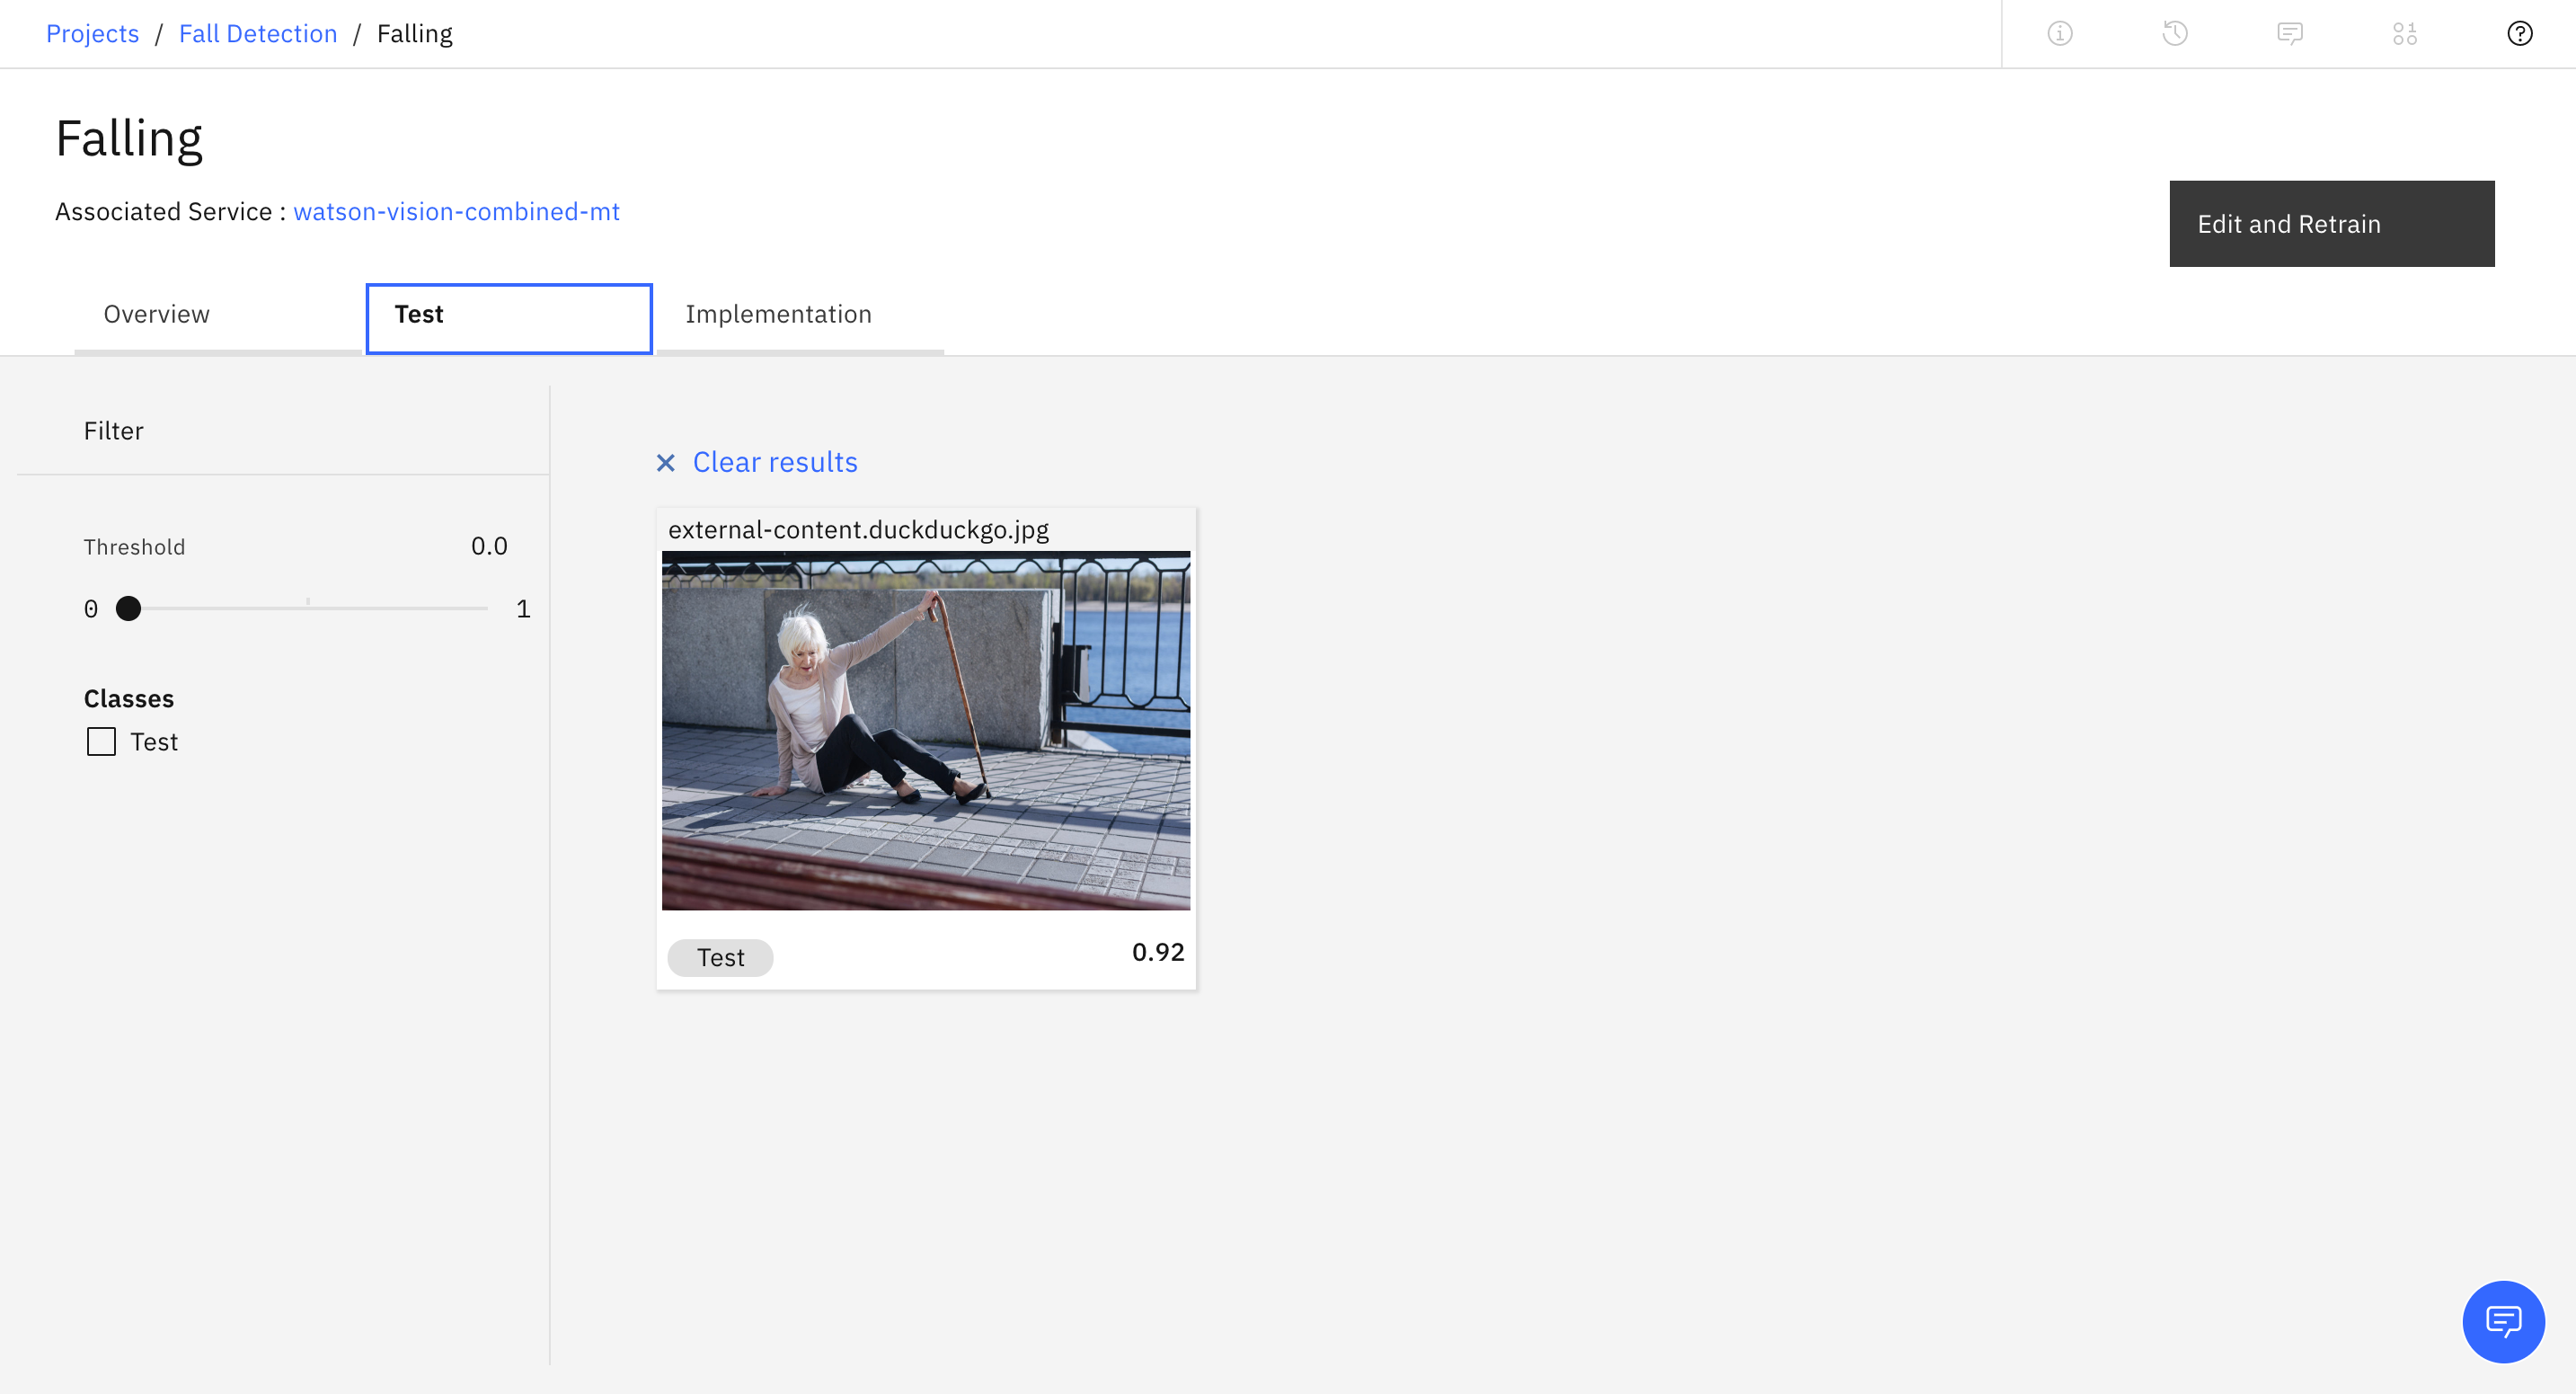 Projects / Fall Detection / Falling
Falling
Associated Service : watson-vision-combined-mt
Edit and Retrain
Overview
Test
Implementation
Filter
Threshold 0.0
0 1
Classes
Test
× Clear results
external-content.duckduckgo.jpg
Test 0.92